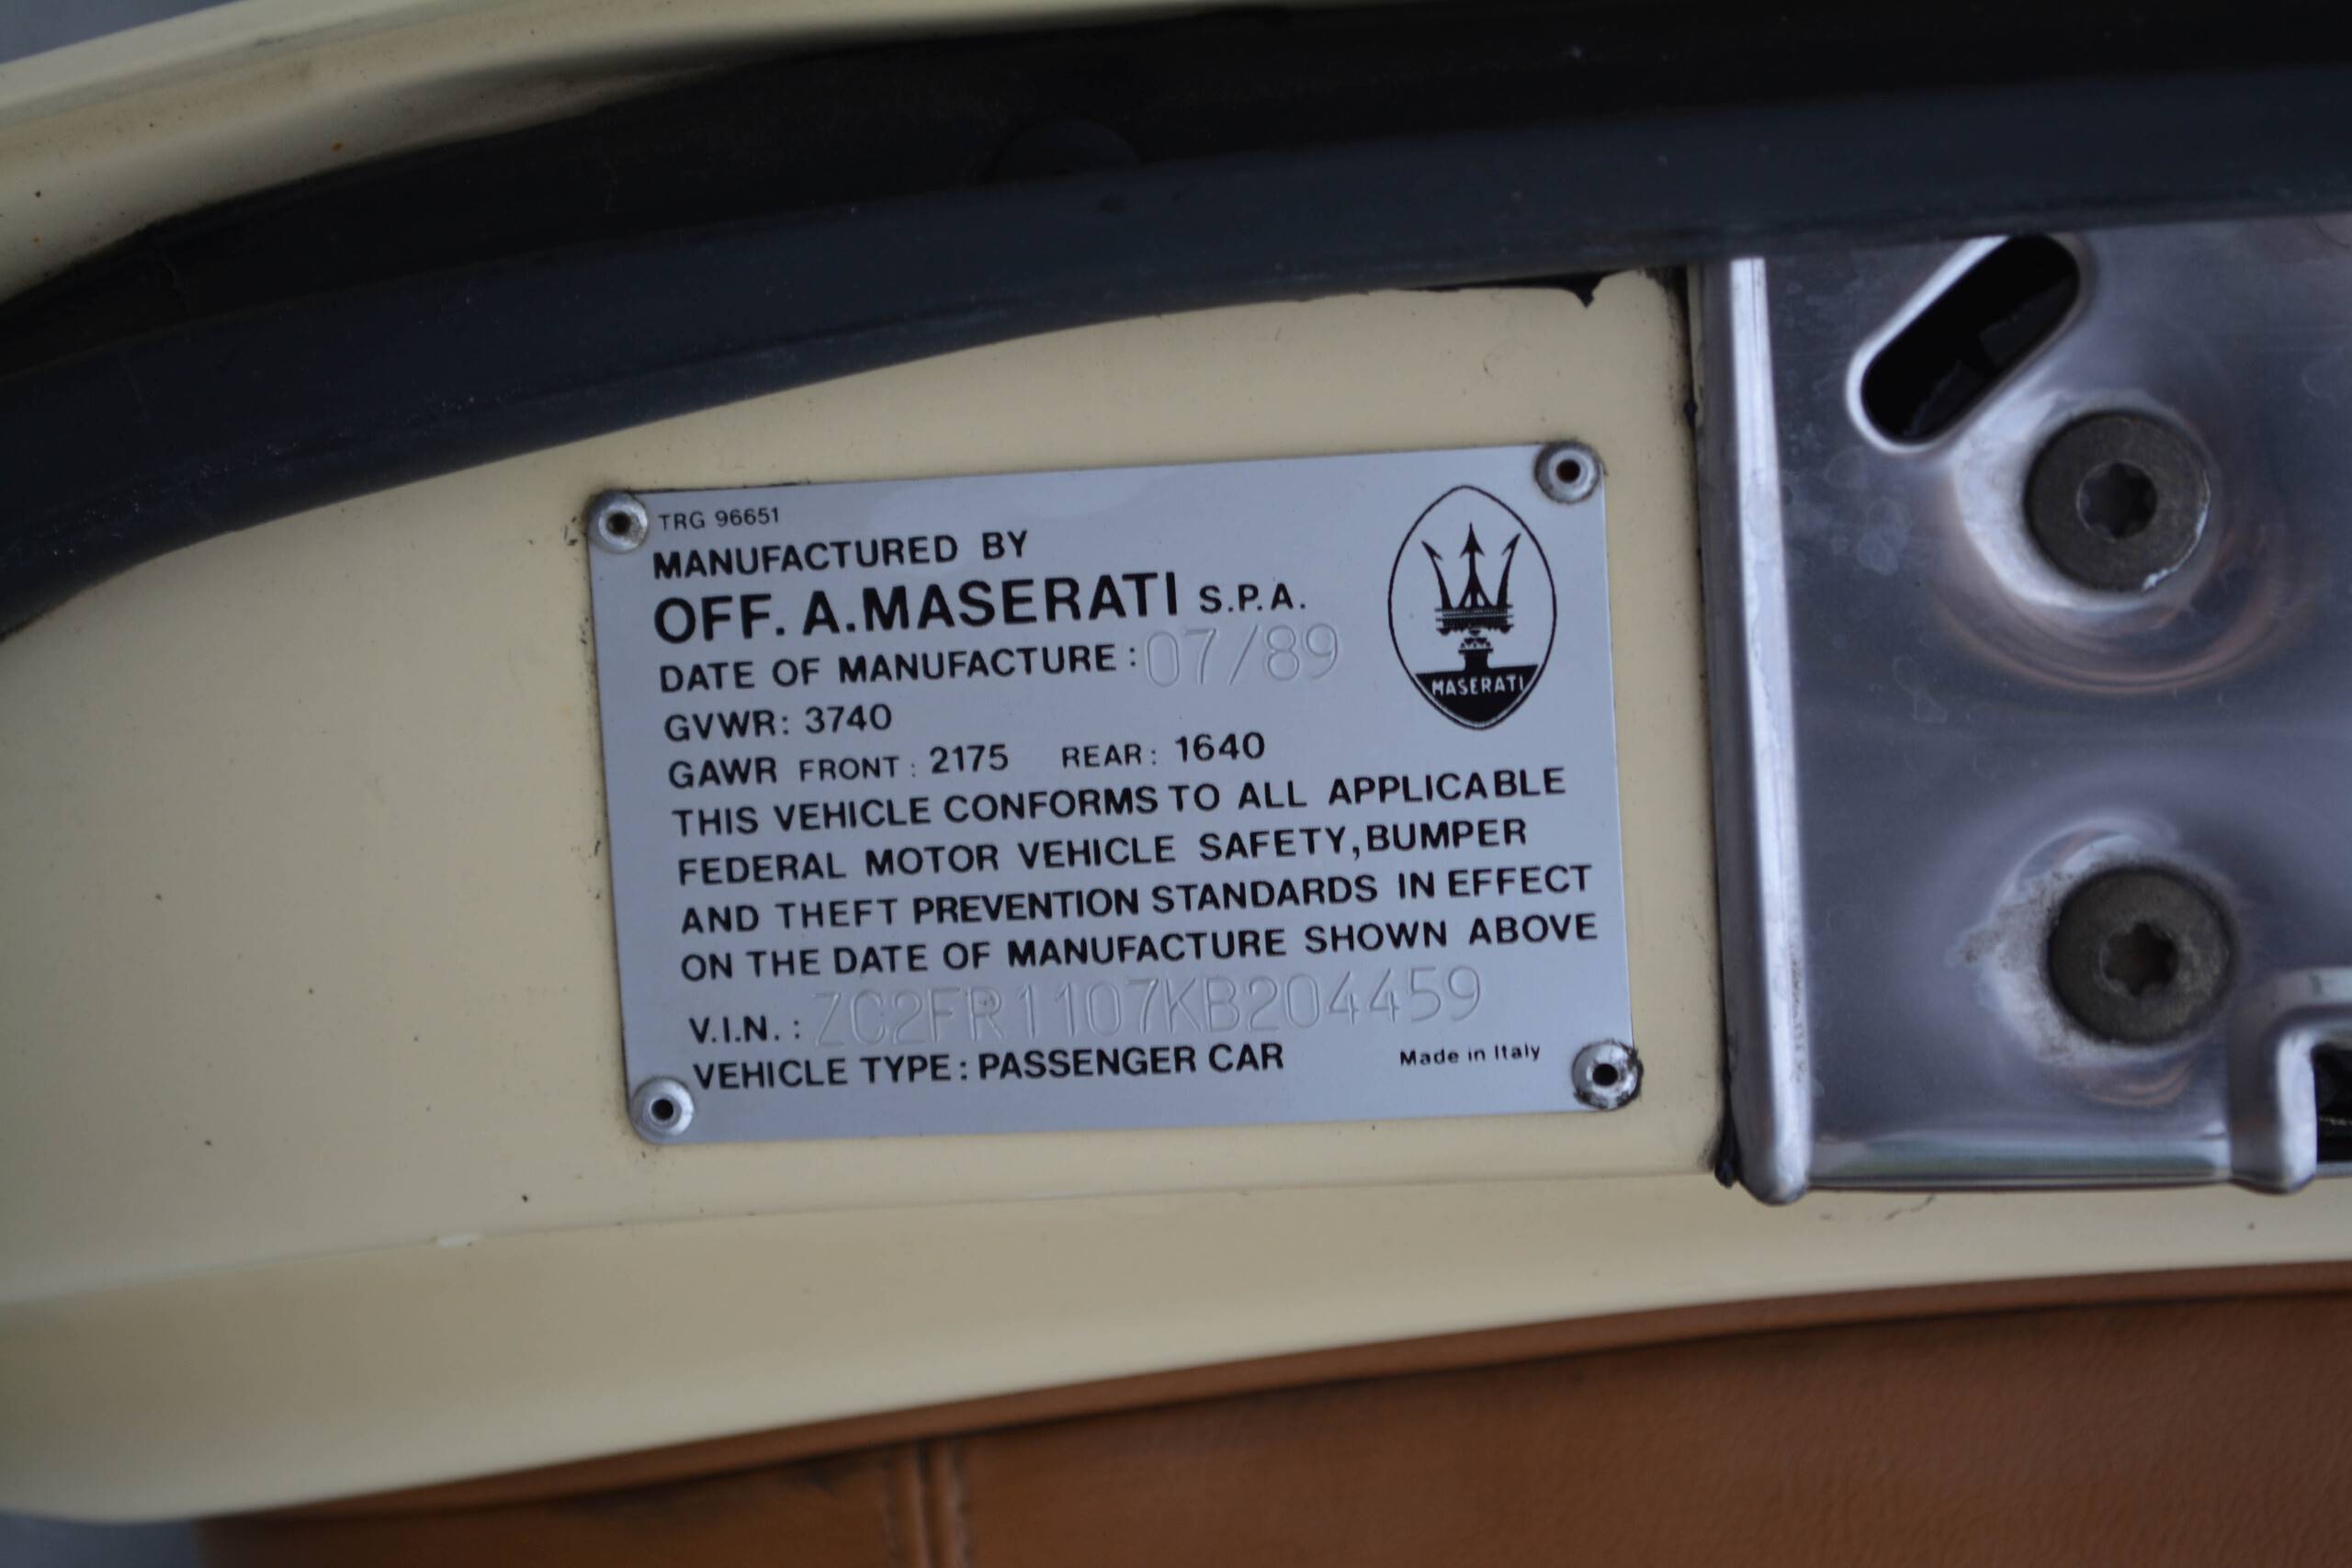 TRG 96651
MANUFACTURED BY
OFF. A.MASERATI S.P.A.
DATE OF MANUFACTURE : 07/89
MASERATI
GVWR: 3740
GAWR FRONT : 2175 REAR : 1640
THIS VEHICLE CONFORMS TO ALL APPLICABLE
FEDERAL MOTOR VEHICLE SAFETY, BUMPER
AND THEFT PREVENTION STANDARDS IN EFFECT
ON THE DATE OF MANUFACTURE SHOWN ABOVE
V.I.N. : ZC2FR1107KB204459
VEHICLE TYPE : PASSENGER CAR Made in Italy